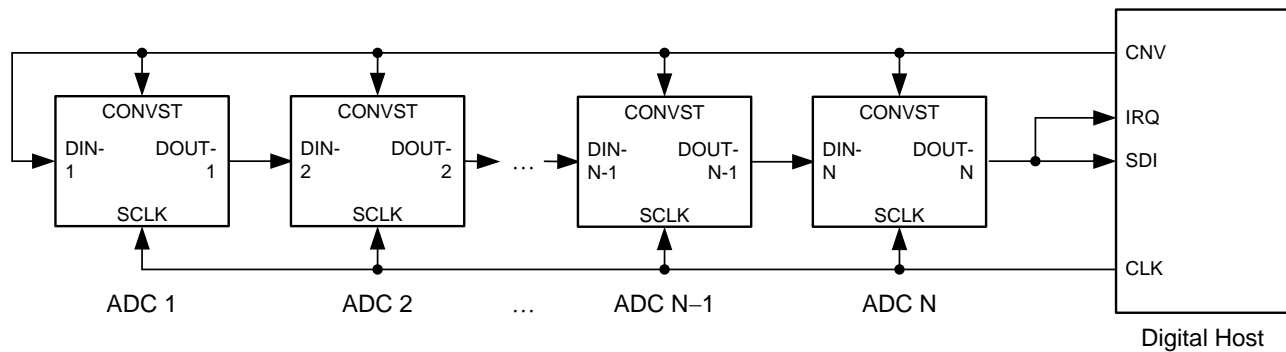 CNV
CONVST
CONVST
CONVST
CONVST
IRQ
DIN-
1
DOUT-
1
DIN-
2
DOUT-
2
…
DIN-
N-1
DOUT-
N-1
DIN-
N
DOUT-
N
SDI
SCLK
SCLK
SCLK
SCLK
CLK
ADC 1
ADC 2
…
ADC N–1
ADC N
Digital Host